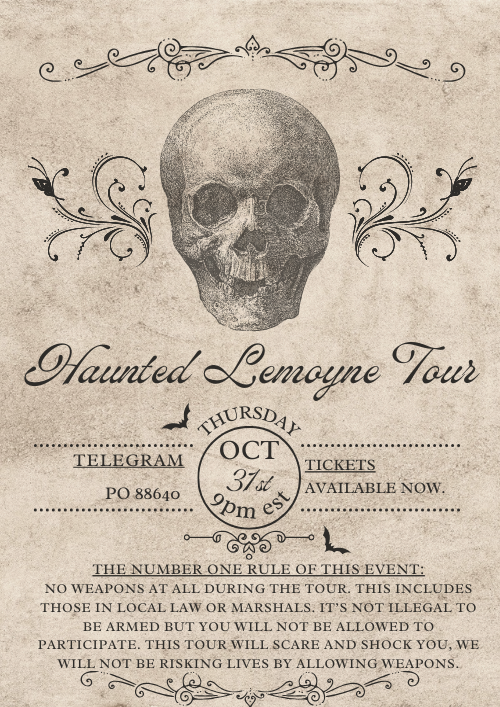 Haunted Lemoyne Tour
THURSDAY
OCT
31st
9pm est
TELEGRAM
PO 88640
TICKETS
AVAILABLE NOW.
THE NUMBER ONE RULE OF THIS EVENT:
NO WEAPONS AT ALL DURING THE TOUR. THIS INCLUDES
THOSE IN LOCAL LAW OR MARSHALS. IT'S NOT ILLEGAL TO
BE ARMED BUT YOU WILL NOT BE ALLOWED TO
PARTICIPATE. THIS TOUR WILL SCARE AND SHOCK YOU, WE
WILL NOT BE RISKING LIVES BY ALLOWING WEAPONS.